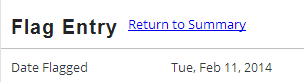 Flag Entry Return to Summary
Date Flagged Tue, Feb 11, 2014